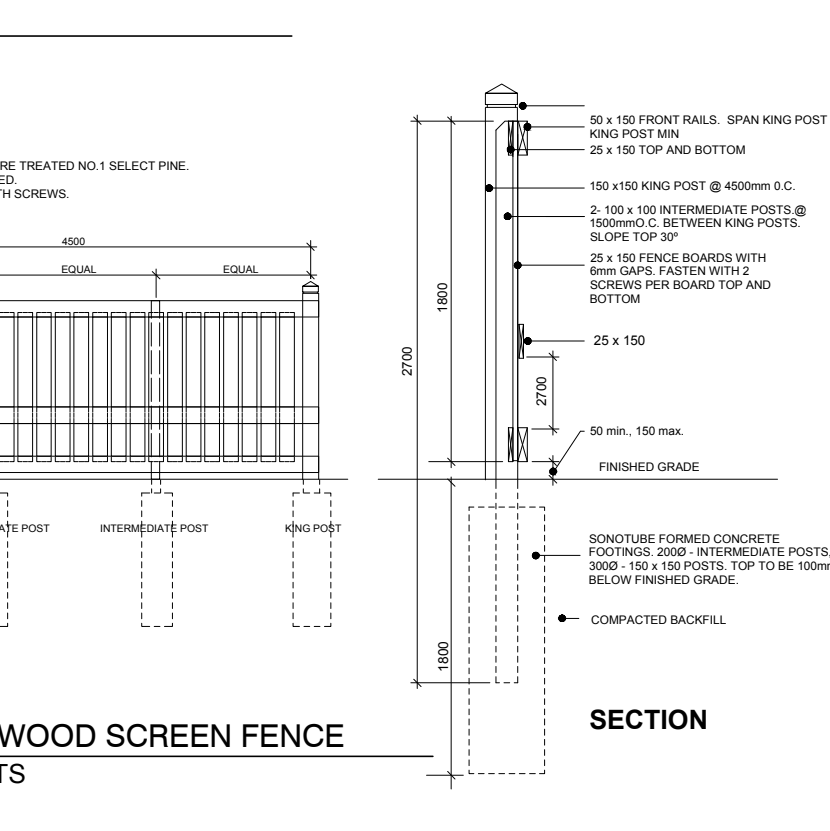 RE TREATED NO.1 SELECT PINE.
ED.
TH SCREWS.
4500
EQUAL
EQUAL
ATE POST
INTERMEDIATE POST
KING POST
WOOD SCREEN FENCE
TS
50 x 150 FRONT RAILS. SPAN KING POST
KING POST MIN
25 x 150 TOP AND BOTTOM
150 x150 KING POST @ 4500mm 0.C.
2- 100 x 100 INTERMEDIATE POSTS.@
1500mmO.C. BETWEEN KING POSTS.
SLOPE TOP 30º
25 x 150 FENCE BOARDS WITH
6mm GAPS. FASTEN WITH 2
SCREWS PER BOARD TOP AND
BOTTOM
1800
25 x 150
2700
2700
50 min., 150 max.
FINISHED GRADE
SONOTUBE FORMED CONCRETE
FOOTINGS. 200Ø - INTERMEDIATE POSTS,
300Ø - 150 x 150 POSTS. TOP TO BE 100mm
BELOW FINISHED GRADE.
COMPACTED BACKFILL
1800
SECTION